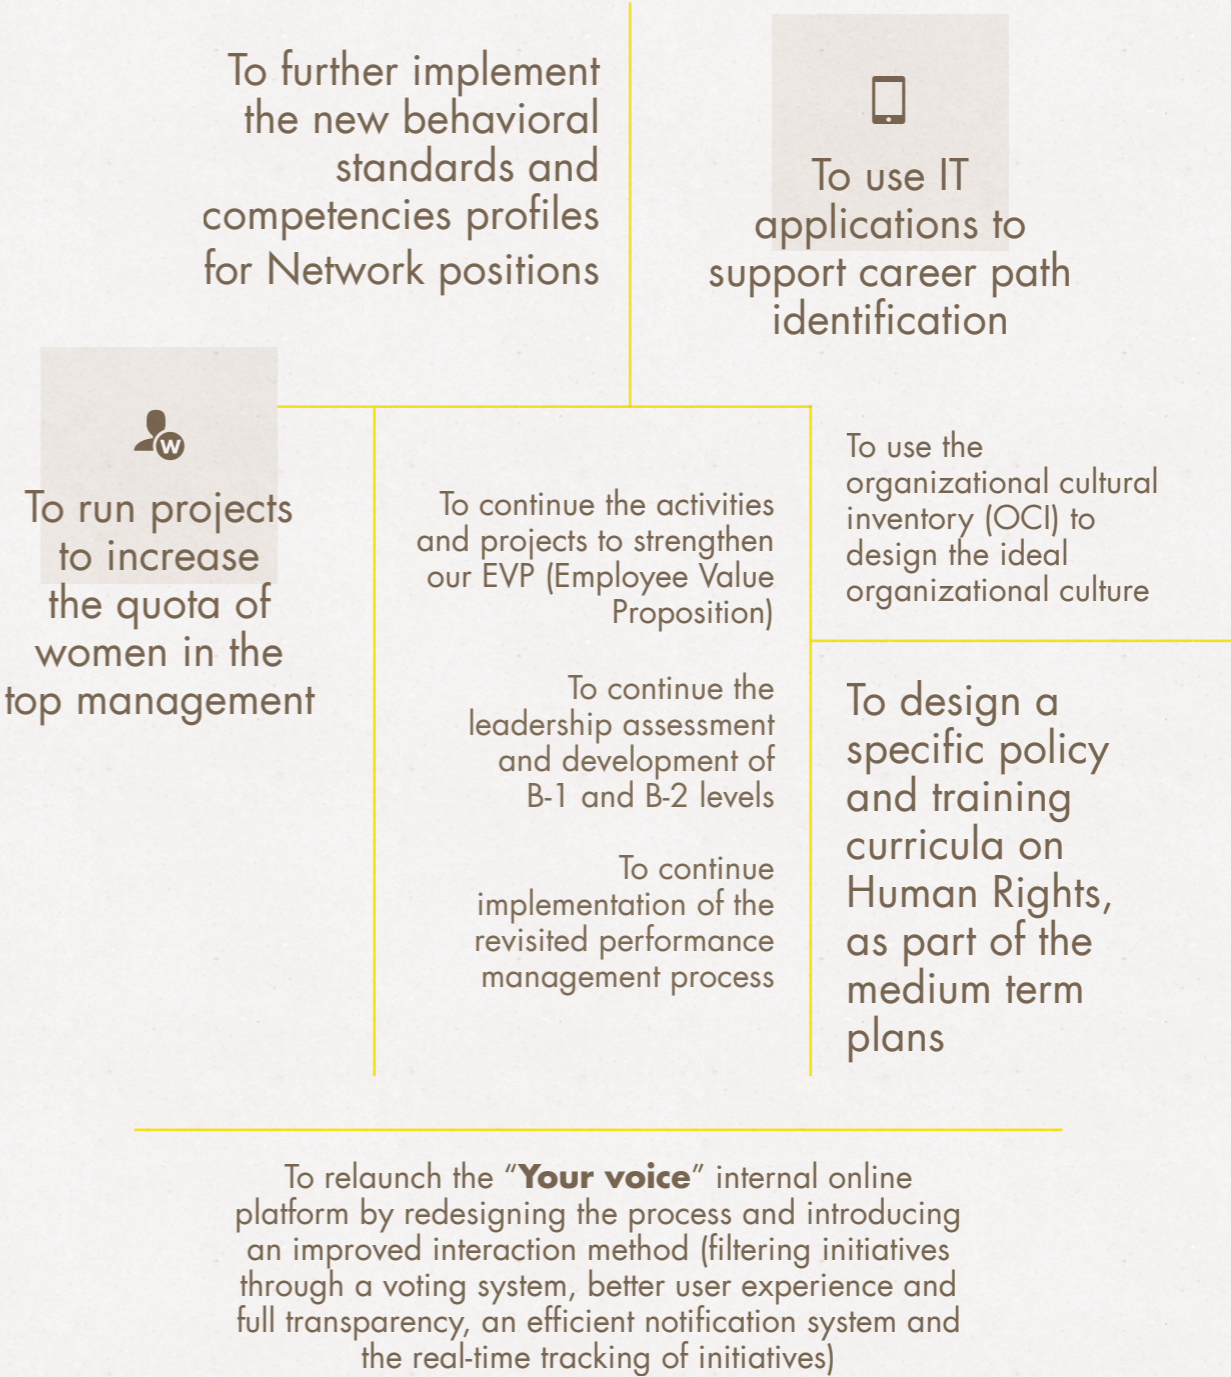 To further implement
the new behavioral
standards and
competencies profiles
for Network positions
To use IT
applications to
support career path
identification
W
To run projects
to increase
the quota of
women in the
top management
To continue the activities
and projects to strengthen
our EVP (Employee Value
Proposition)
To continue the
leadership assessment
and development of
B-1 and B-2 levels
To continue
implementation of the
revisited performance
management process
To use the
organizational cultural
inventory (OCI) to
design the ideal
organizational culture
To design a
specific policy
and training
curricula on
Human Rights,
as part of the
medium term
plans
To relaunch the “Your voice” internal online
platform by redesigning the process and introducing
an improved interaction method (filtering initiatives
through a voting system, better user experience and
full transparency, an efficient notification system and
the real-time tracking of initiatives)